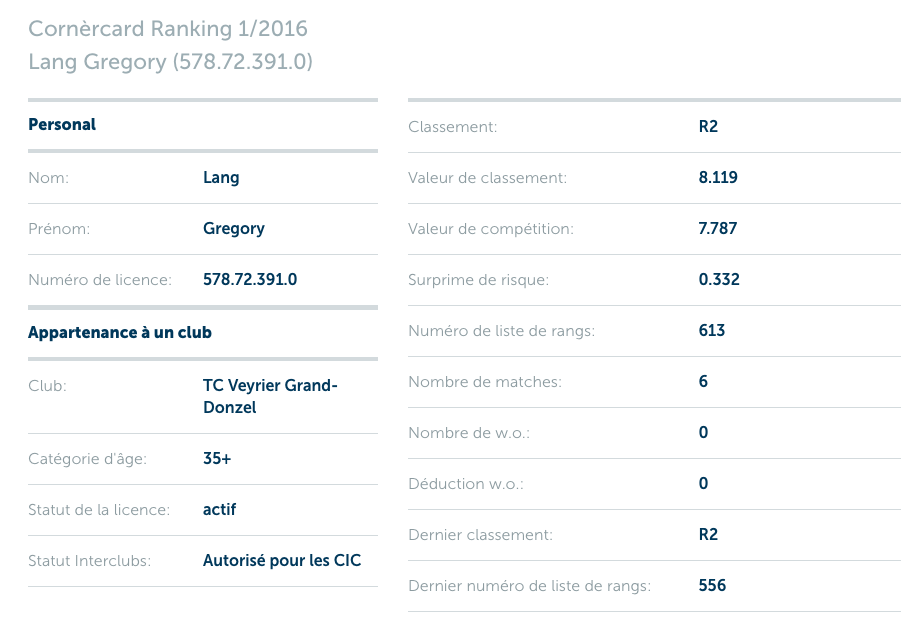 Cornèrcard Ranking 1/2016
Lang Gregory (578.72.391.0)
Personal
Nom: Lang
Prénom: Gregory
Numéro de licence: 578.72.391.0
Appartenance à un club
Club: TC Veyrier Grand-
Donzel
Catégorie d'âge: 35+
Statut de la licence: actif
Statut Interclubs: Autorisé pour les CIC
Classement: R2
Valeur de classement: 8.119
Valeur de compétition: 7.787
Surprime de risque: 0.332
Numéro de liste de rangs: 613
Nombre de matches: 6
Nombre de w.o.: 0
Déduction w.o.: 0
Dernier classement: R2
Dernier numéro de liste de rangs: 556